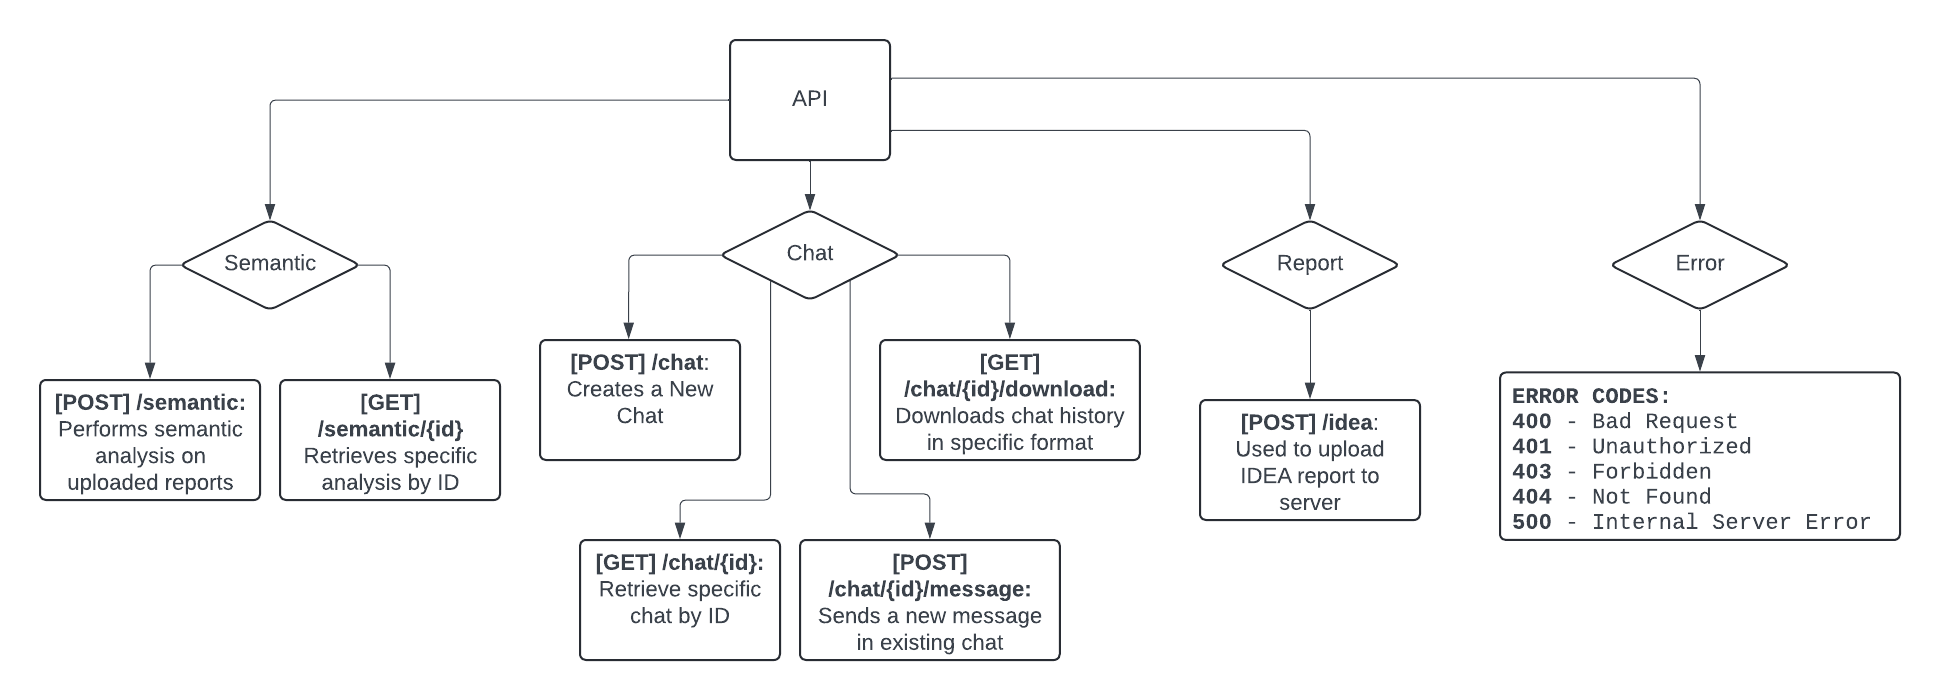 API
Semantic
Chat
Report
Error
[POST] /semantic:
Performs semantic
analysis on
uploaded reports
[GET]
/semantic/{id}
Retrieves specific
analysis by ID
[POST] /chat:
Creates a New
Chat
[GET]
/chat/{id}/download:
Downloads chat history
in specific format
[GET] /chat/{id}:
Retrieve specific
chat by ID
[POST]
/chat/{id}/message:
Sends a new message
in existing chat
[POST] /idea:
Used to upload
IDEA report to
server
ERROR CODES:
400 - Bad Request
401 - Unauthorized
403 - Forbidden
404 - Not Found
500 - Internal Server Error